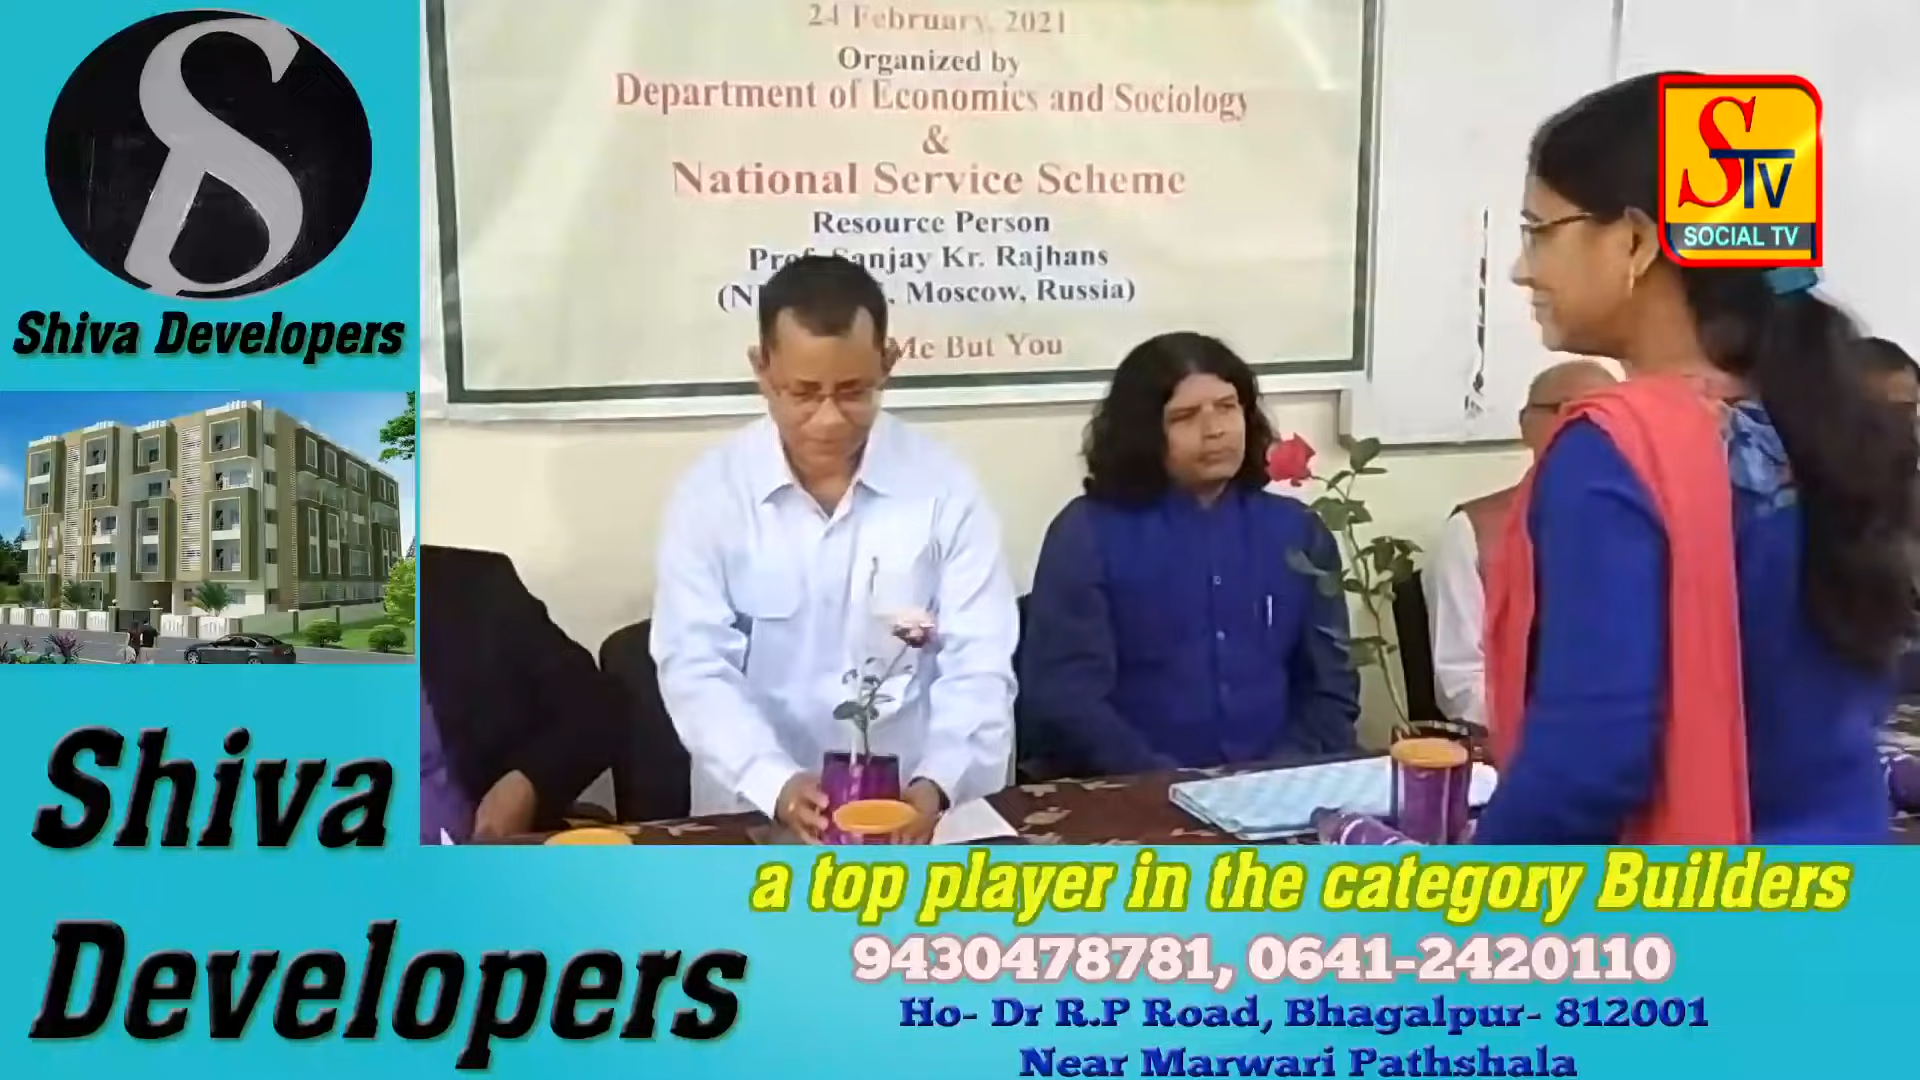 Shiva Developers
24 February, 2021
Organized by
Department of Economics and Sociology
&
National Service Scheme
Resource Person
Prof. Sanjay Kr. Rajhans
Moscow, Russia)
Me But You
STV
SOCIAL TV
Shiva
Developers
a top player in the category Builders
9430478781, 0641-2420110
Ho- Dr R.P Road, Bhagalpur- 812001
Near Marwari Pathshala